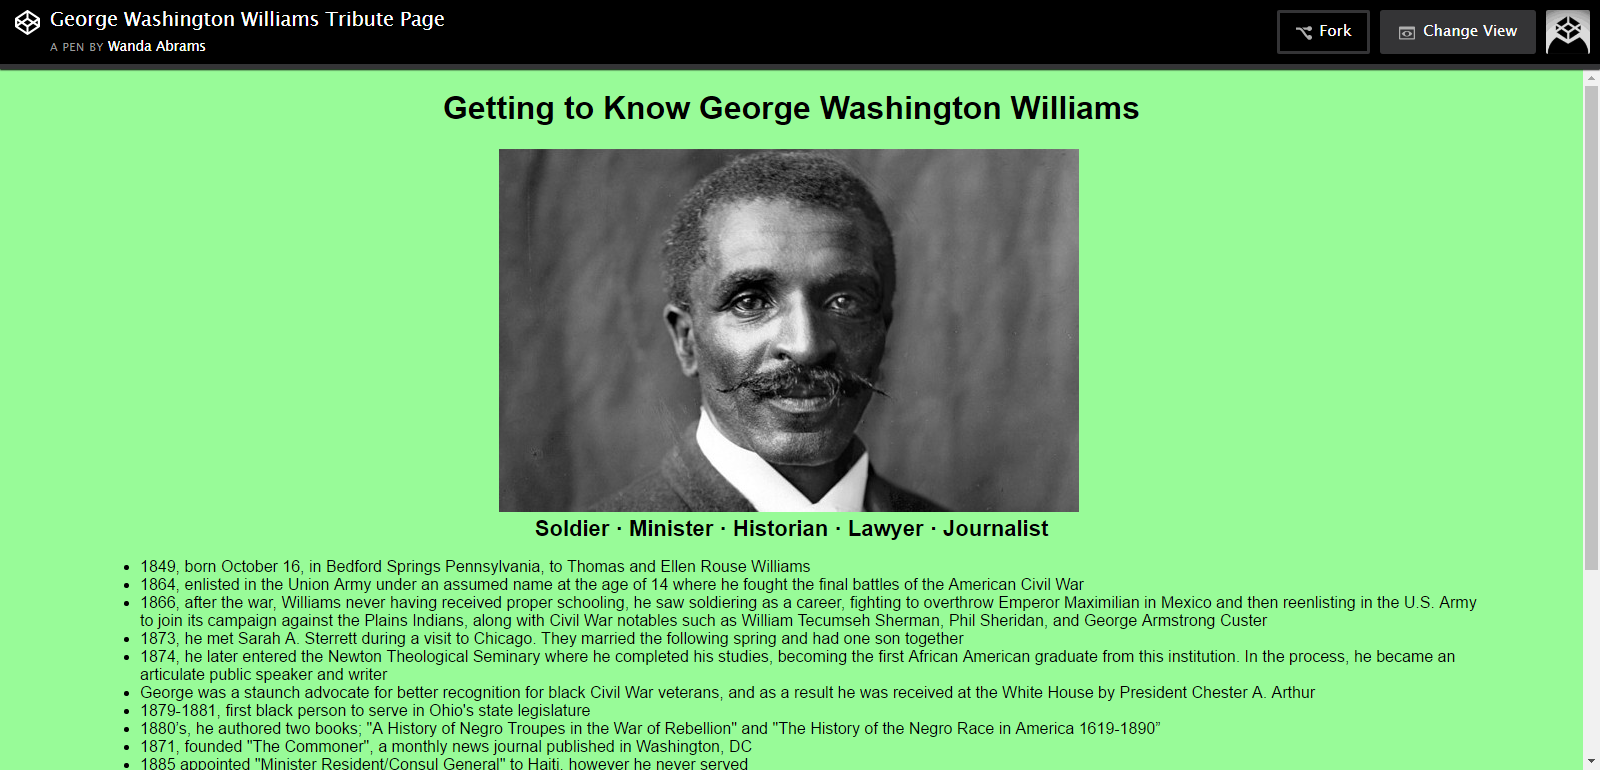 George Washington Williams Tribute Page
A PEN BY Wanda Abrams
Fork
Change View
Getting to Know George Washington Williams
Soldier · Minister · Historian · Lawyer · Journalist
• 1849, born October 16, in Bedford Springs Pennsylvania, to Thomas and Ellen Rouse Williams
• 1864, enlisted in the Union Army under an assumed name at the age of 14 where he fought the final battles of the American Civil War
• 1866, after the war, Williams never having received proper schooling, he saw soldiering as a career, fighting to overthrow Emperor Maximilian in Mexico and then reenlisting in the U.S. Army
to join its campaign against the Plains Indians, along with Civil War notables such as William Tecumseh Sherman, Phil Sheridan, and George Armstrong Custer
• 1873, he met Sarah A. Sterrett during a visit to Chicago. They married the following spring and had one son together
• 1874, he later entered the Newton Theological Seminary where he completed his studies, becoming the first African American graduate from this institution. In the process, he became an
articulate public speaker and writer
• George was a staunch advocate for better recognition for black Civil War veterans, and as a result he was received at the White House by President Chester A. Arthur
• 1879-1881, first black person to serve in Ohio's state legislature
• 1880's, he authored two books; "A History of Negro Troupes in the War of Rebellion" and "The History of the Negro Race in America 1619-1890”
• 1871, founded "The Commoner", a monthly news journal published in Washington, DC
• 1885 appointed "Minister Resident/Consul General" to Haiti, however he never served